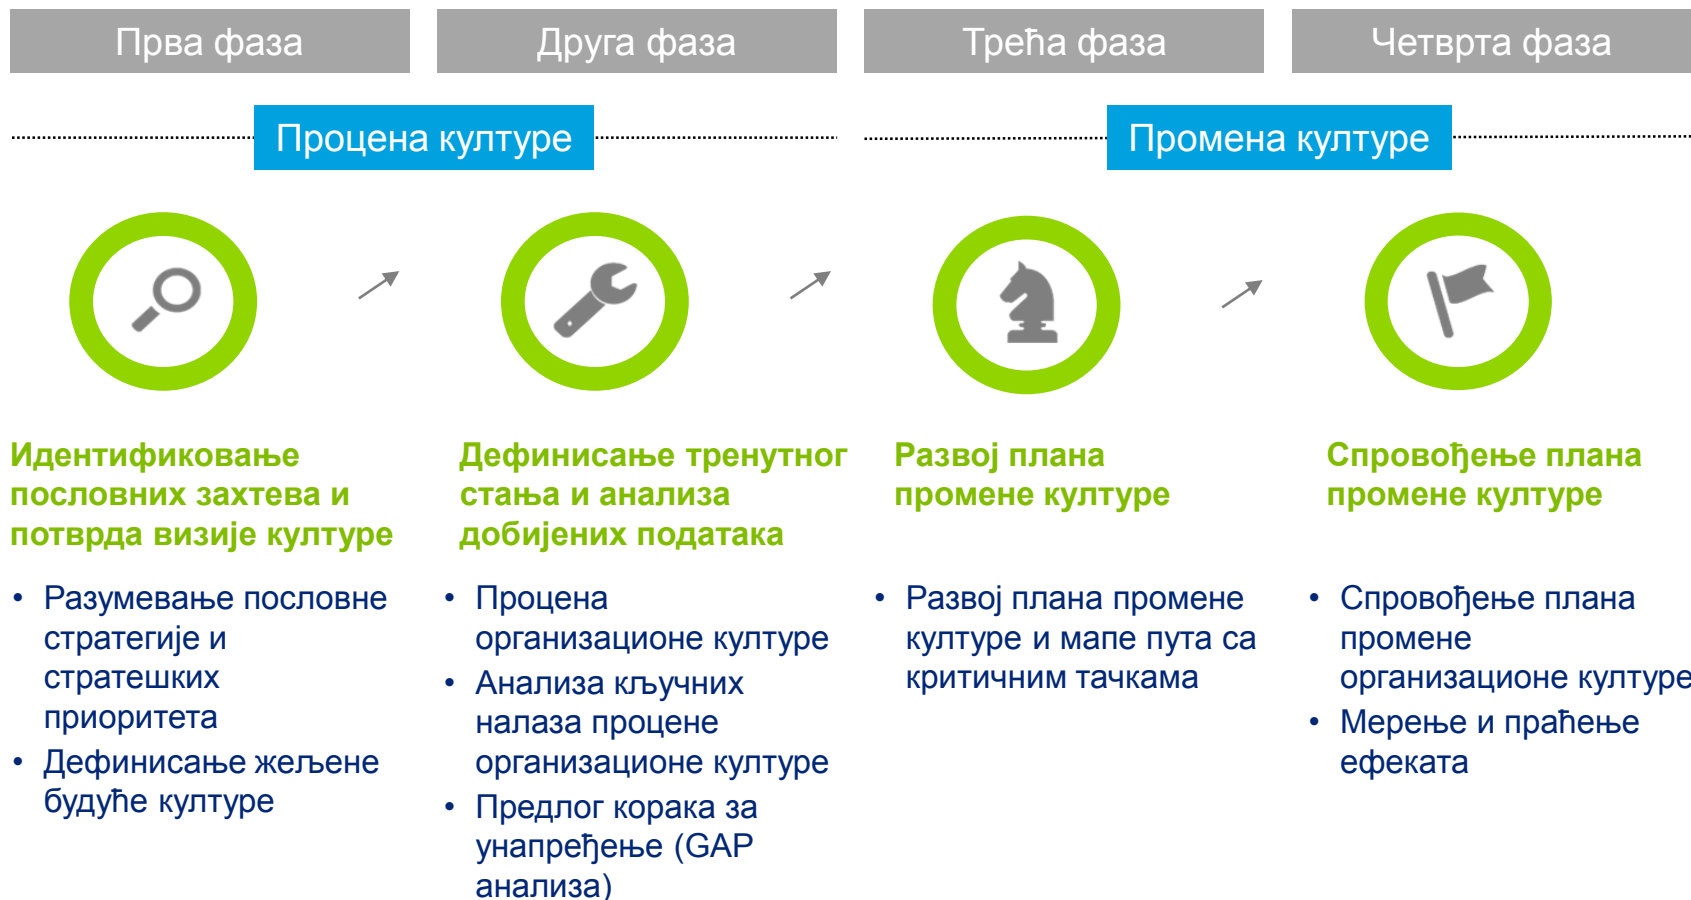 Прва фаза
Друга фаза
Трећа фаза
Четврта фаза
Процена културе
Промена културе
Идентификовање
пословних захтева и
потврда визије културе
• Разумевање пословне
стратегије и
стратешких
приоритета
• Дефинисање жељене
будуће културе
Дефинисање тренутног
стања и анализа
добијених података
• Процена
организационе културе
• Анализа кључних
налаза процене
организационе културе
• Предлог корака за
унапређење (GAP
анализа)
Развој плана
промене културе
• Развој плана промене
културе и мапе пута са
критичним тачкама
Спровођење плана
промене културе
• Спровођење плана
промене
организационе културе
• Мерење и праћење
ефеката